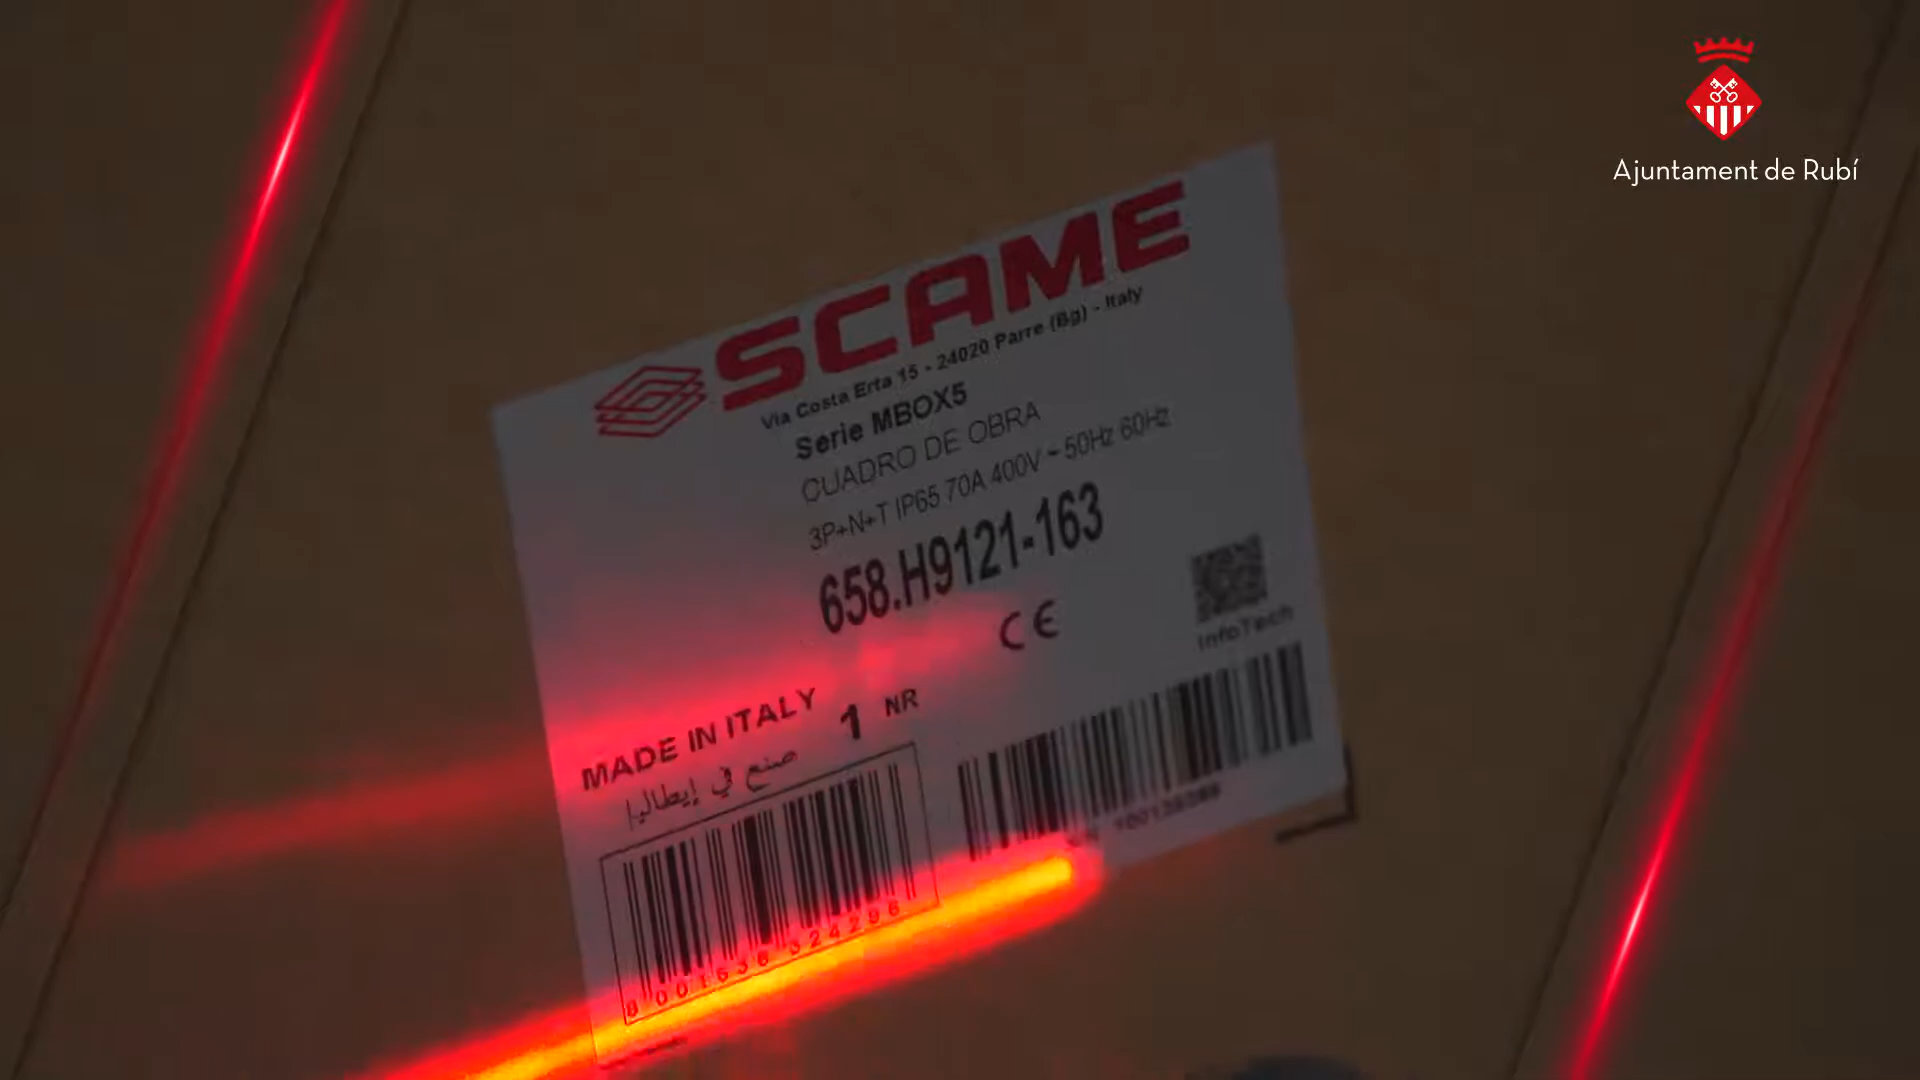 Ajuntament de Rubí
SCAME
Via Costa Erta 15 - 24020 Parre (Bg) - Italy
Serie MBOX5
CUADRO DE OBRA
3P+N+T IP65 70A 400V ~ 50Hz 60Hz
658.H9121-163
CE
InfoTech
MADE IN ITALY
1 NR
صنع في إيطاليا
8 001636 324296